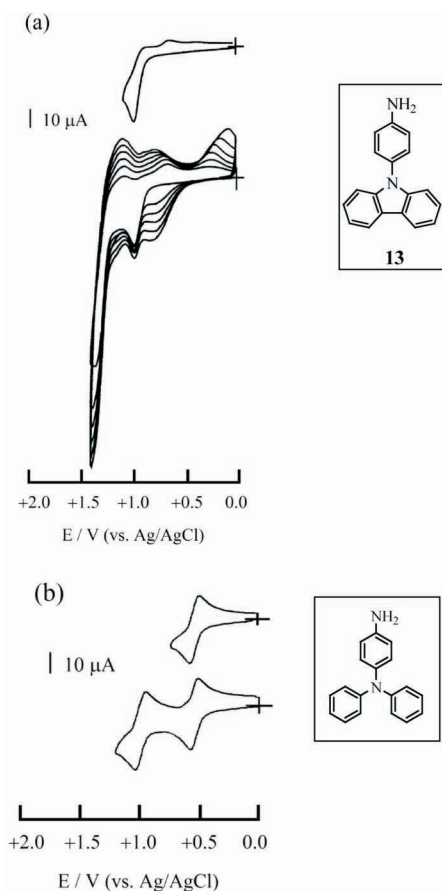 (a)
10 μA
NH₂
N
13
+2.0 +1.5 +1.0 +0.5 0.0
E / V (vs. Ag/AgCl)
(b)
10 μA
NH₂
N
+2.0 +1.5 +1.0 +0.5 0.0
E / V (vs. Ag/AgCl)